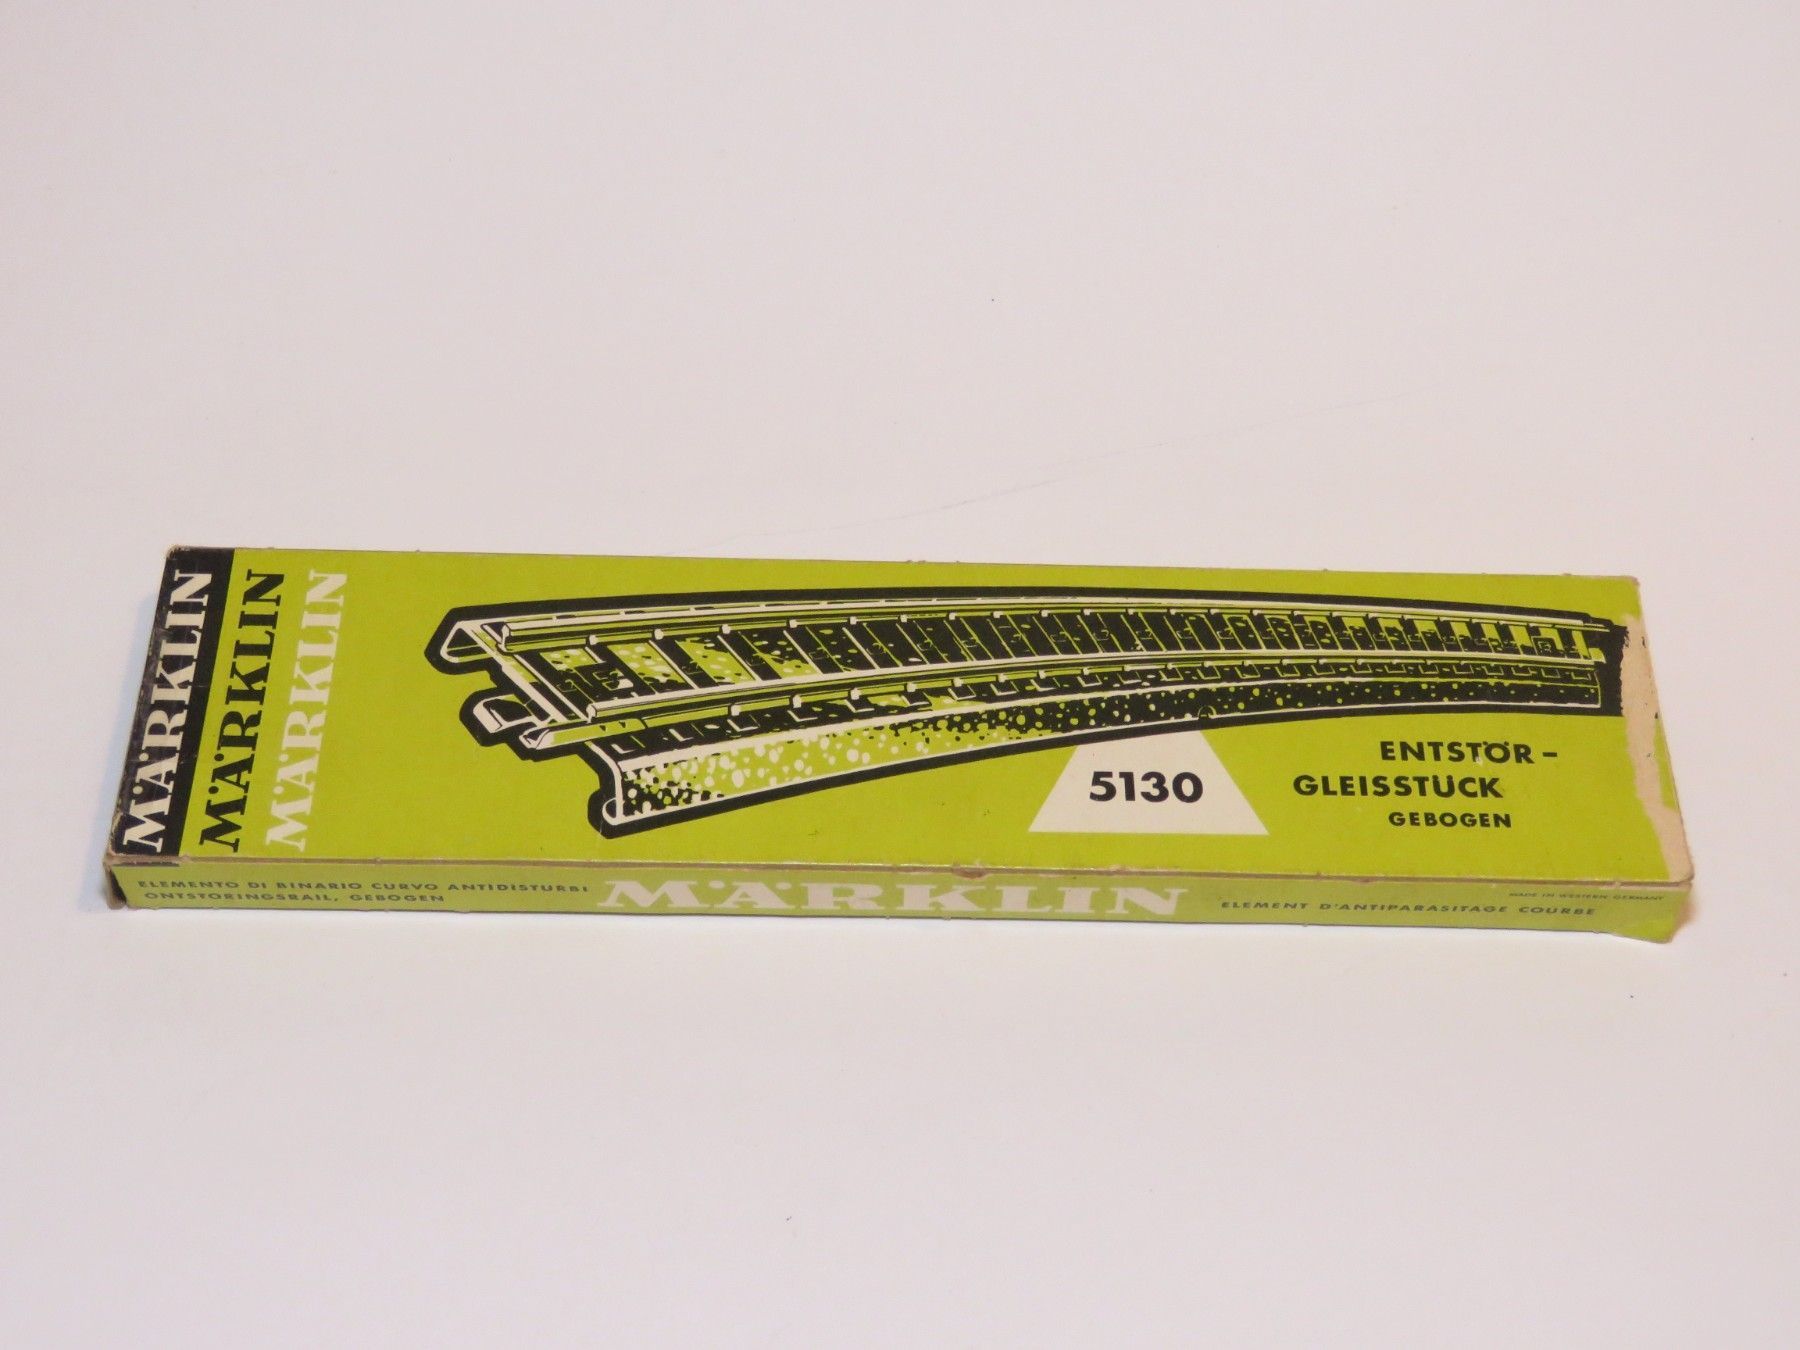 MÄRKLIN
MÄRKLIN
MÄRKLIN
5130
ENTSTÖR-
GLEISSTÜCK
GEBOGEN
ELEMENTO DI BINARIO CURVO ANTIDISTURBI
ONTSTORINGSRAIL, GEBOGEN
MÄRKLIN
MADE IN WESTERN GERMANY
ELEMENT D'ANTIPARASITAGE COURBE